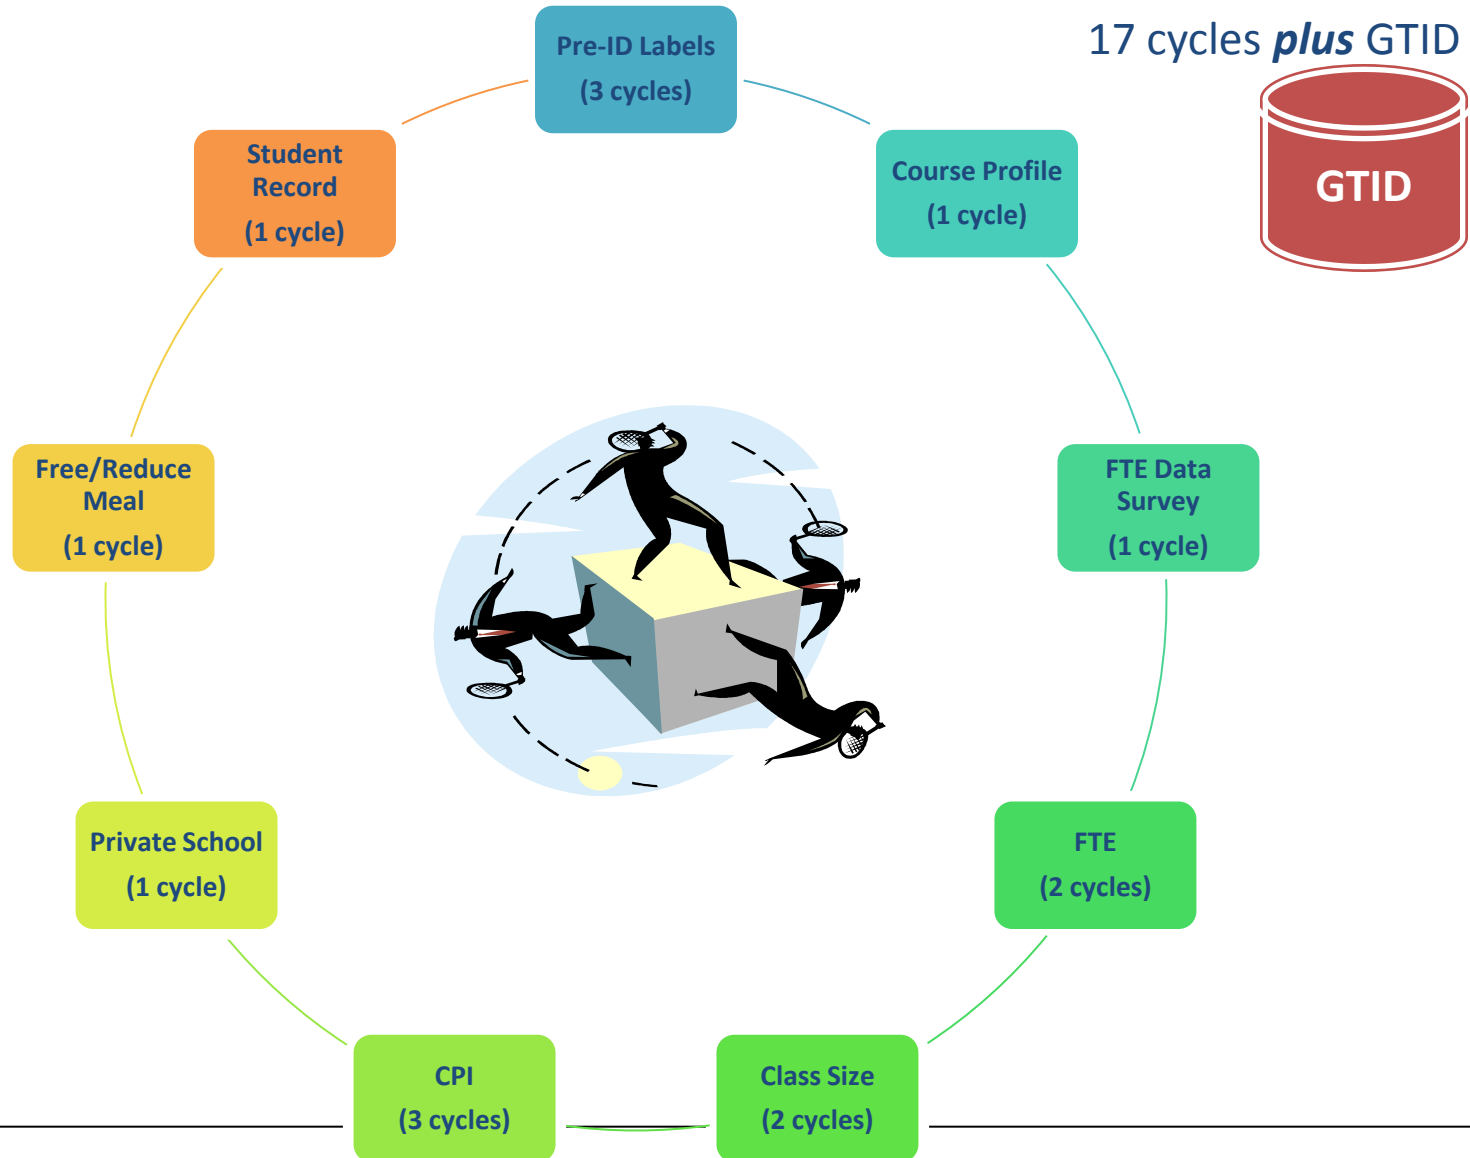 17 cycles plus GTID
GTID
Pre-ID Labels
(3 cycles)
Course Profile
(1 cycle)
FTE Data
Survey
(1 cycle)
FTE
(2 cycles)
Class Size
(2 cycles)
CPI
(3 cycles)
Private School
(1 cycle)
Free/Reduce
Meal
(1 cycle)
Student
Record
(1 cycle)